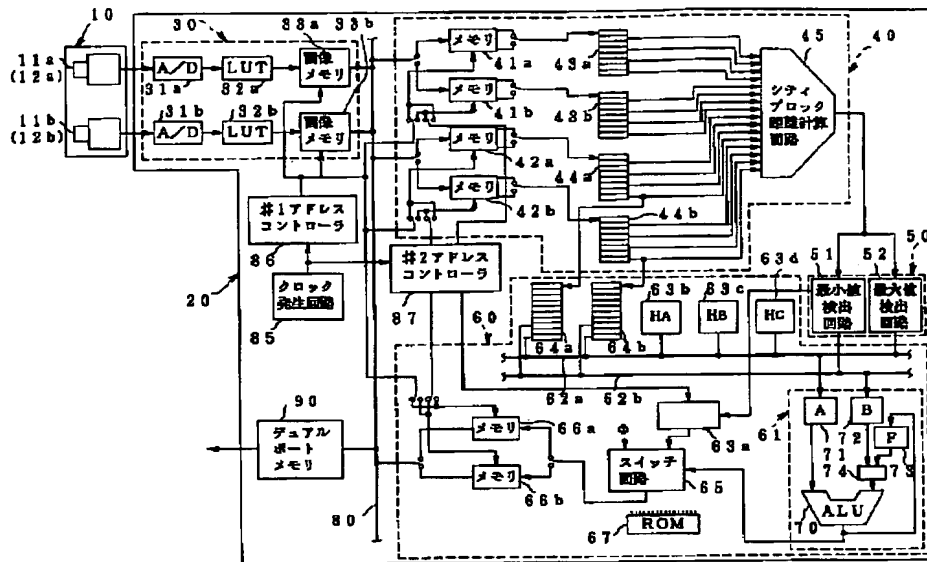 10
11a
(12a)
11b
(12b)
30
33a
33b
A/D
31a
LUT
32a
画像
メモリ
A/D
31b
LUT
32b
画像
メモリ
メモリ
41a
メモリ
41b
メモリ
42a
メモリ
42b
43a
43b
44a
44b
シティ
ブロック
距離計算
回路
45
40
#1アドレス
コントローラ
86
クロック
発生回路
85
20
#2アドレス
コントローラ
87
60
64a
64b
63b
HA
63c
HB
63d
HC
51
52
50
最小値
検出
回路
最大値
検出
回路
62a
62b
90
デュアル
ポート
メモリ
80
メモリ
66a
メモリ
66b
63a
Φ
スイッチ
回路
65
ROM
67
61
A
71
B
72
F
73
74
ALU
70